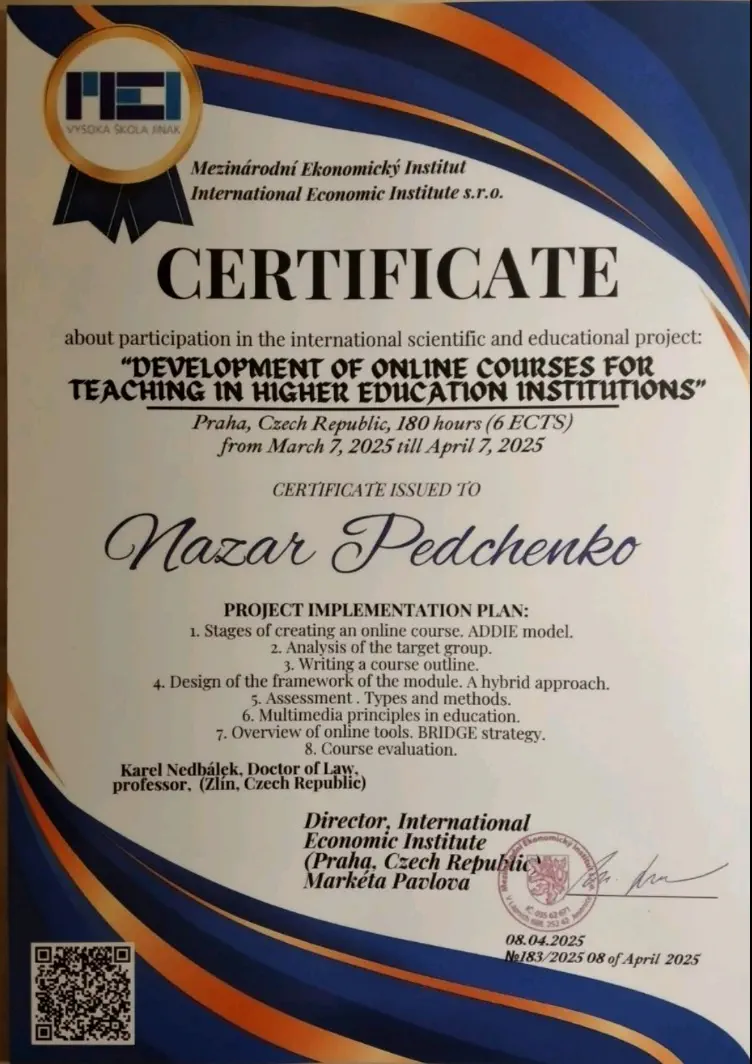 MEI
VYSOKA ŠKOLA JINAK
Mezinárodní Ekonomický Institut
International Economic Institute s.r.o.
CERTIFICATE
about participation in the international scientific and educational project:
“DEVELOPMENT OF ONLINE COURSES FOR
TEACHING IN HIGHER EDUCATION INSTITUTIONS”
Praha, Czech Republic, 180 hours (6 ECTS)
from March 7, 2025 till April 7, 2025
CERTIFICATE ISSUED TO
Nazar Pedchenko
PROJECT IMPLEMENTATION PLAN:
1. Stages of creating an online course. ADDIE model.
2. Analysis of the target group.
3. Writing a course outline.
4. Design of the framework of the module. A hybrid approach.
5. Assessment . Types and methods.
6. Multimedia principles in education.
7. Overview of online tools. BRIDGE strategy.
8. Course evaluation.
Karel Nedbálek, Doctor of Law,
professor, (Zlín, Czech Republic)
Director, International
Economic Institute
(Praha, Czech Republic)
Markéta Pavlova
Ekonomický
08.04.2025
№183/2025 08 of April 2025